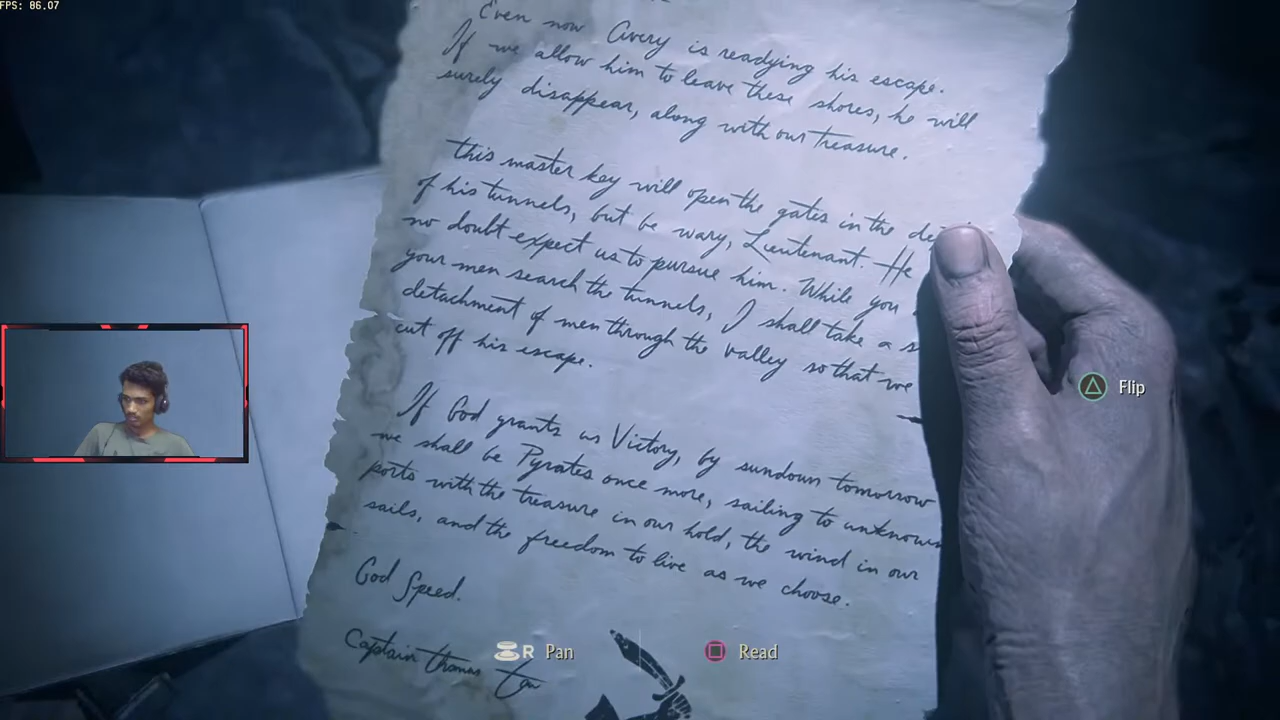 FPS: 86.07
Even now Avery is readying his escape.
If we allow him to leave these shores, he will
surely disappear, along with our treasure.
this master key will open the gates in the
of his tunnels, but be wary, Lieutenant. He
no doubt expect us to pursue him. While you
your men search the tunnels, I shall take a
detachment of men through the valley so that we
cut off his escape.
If God grants us Victory, by sundown tomorrow
we shall be Pyrates once more, sailing to unknown
ports with the treasure in our hold, the wind in our
sails, and the freedom to live as we choose.
God Speed.
Captain Thomas
Flip
R Pan
Read